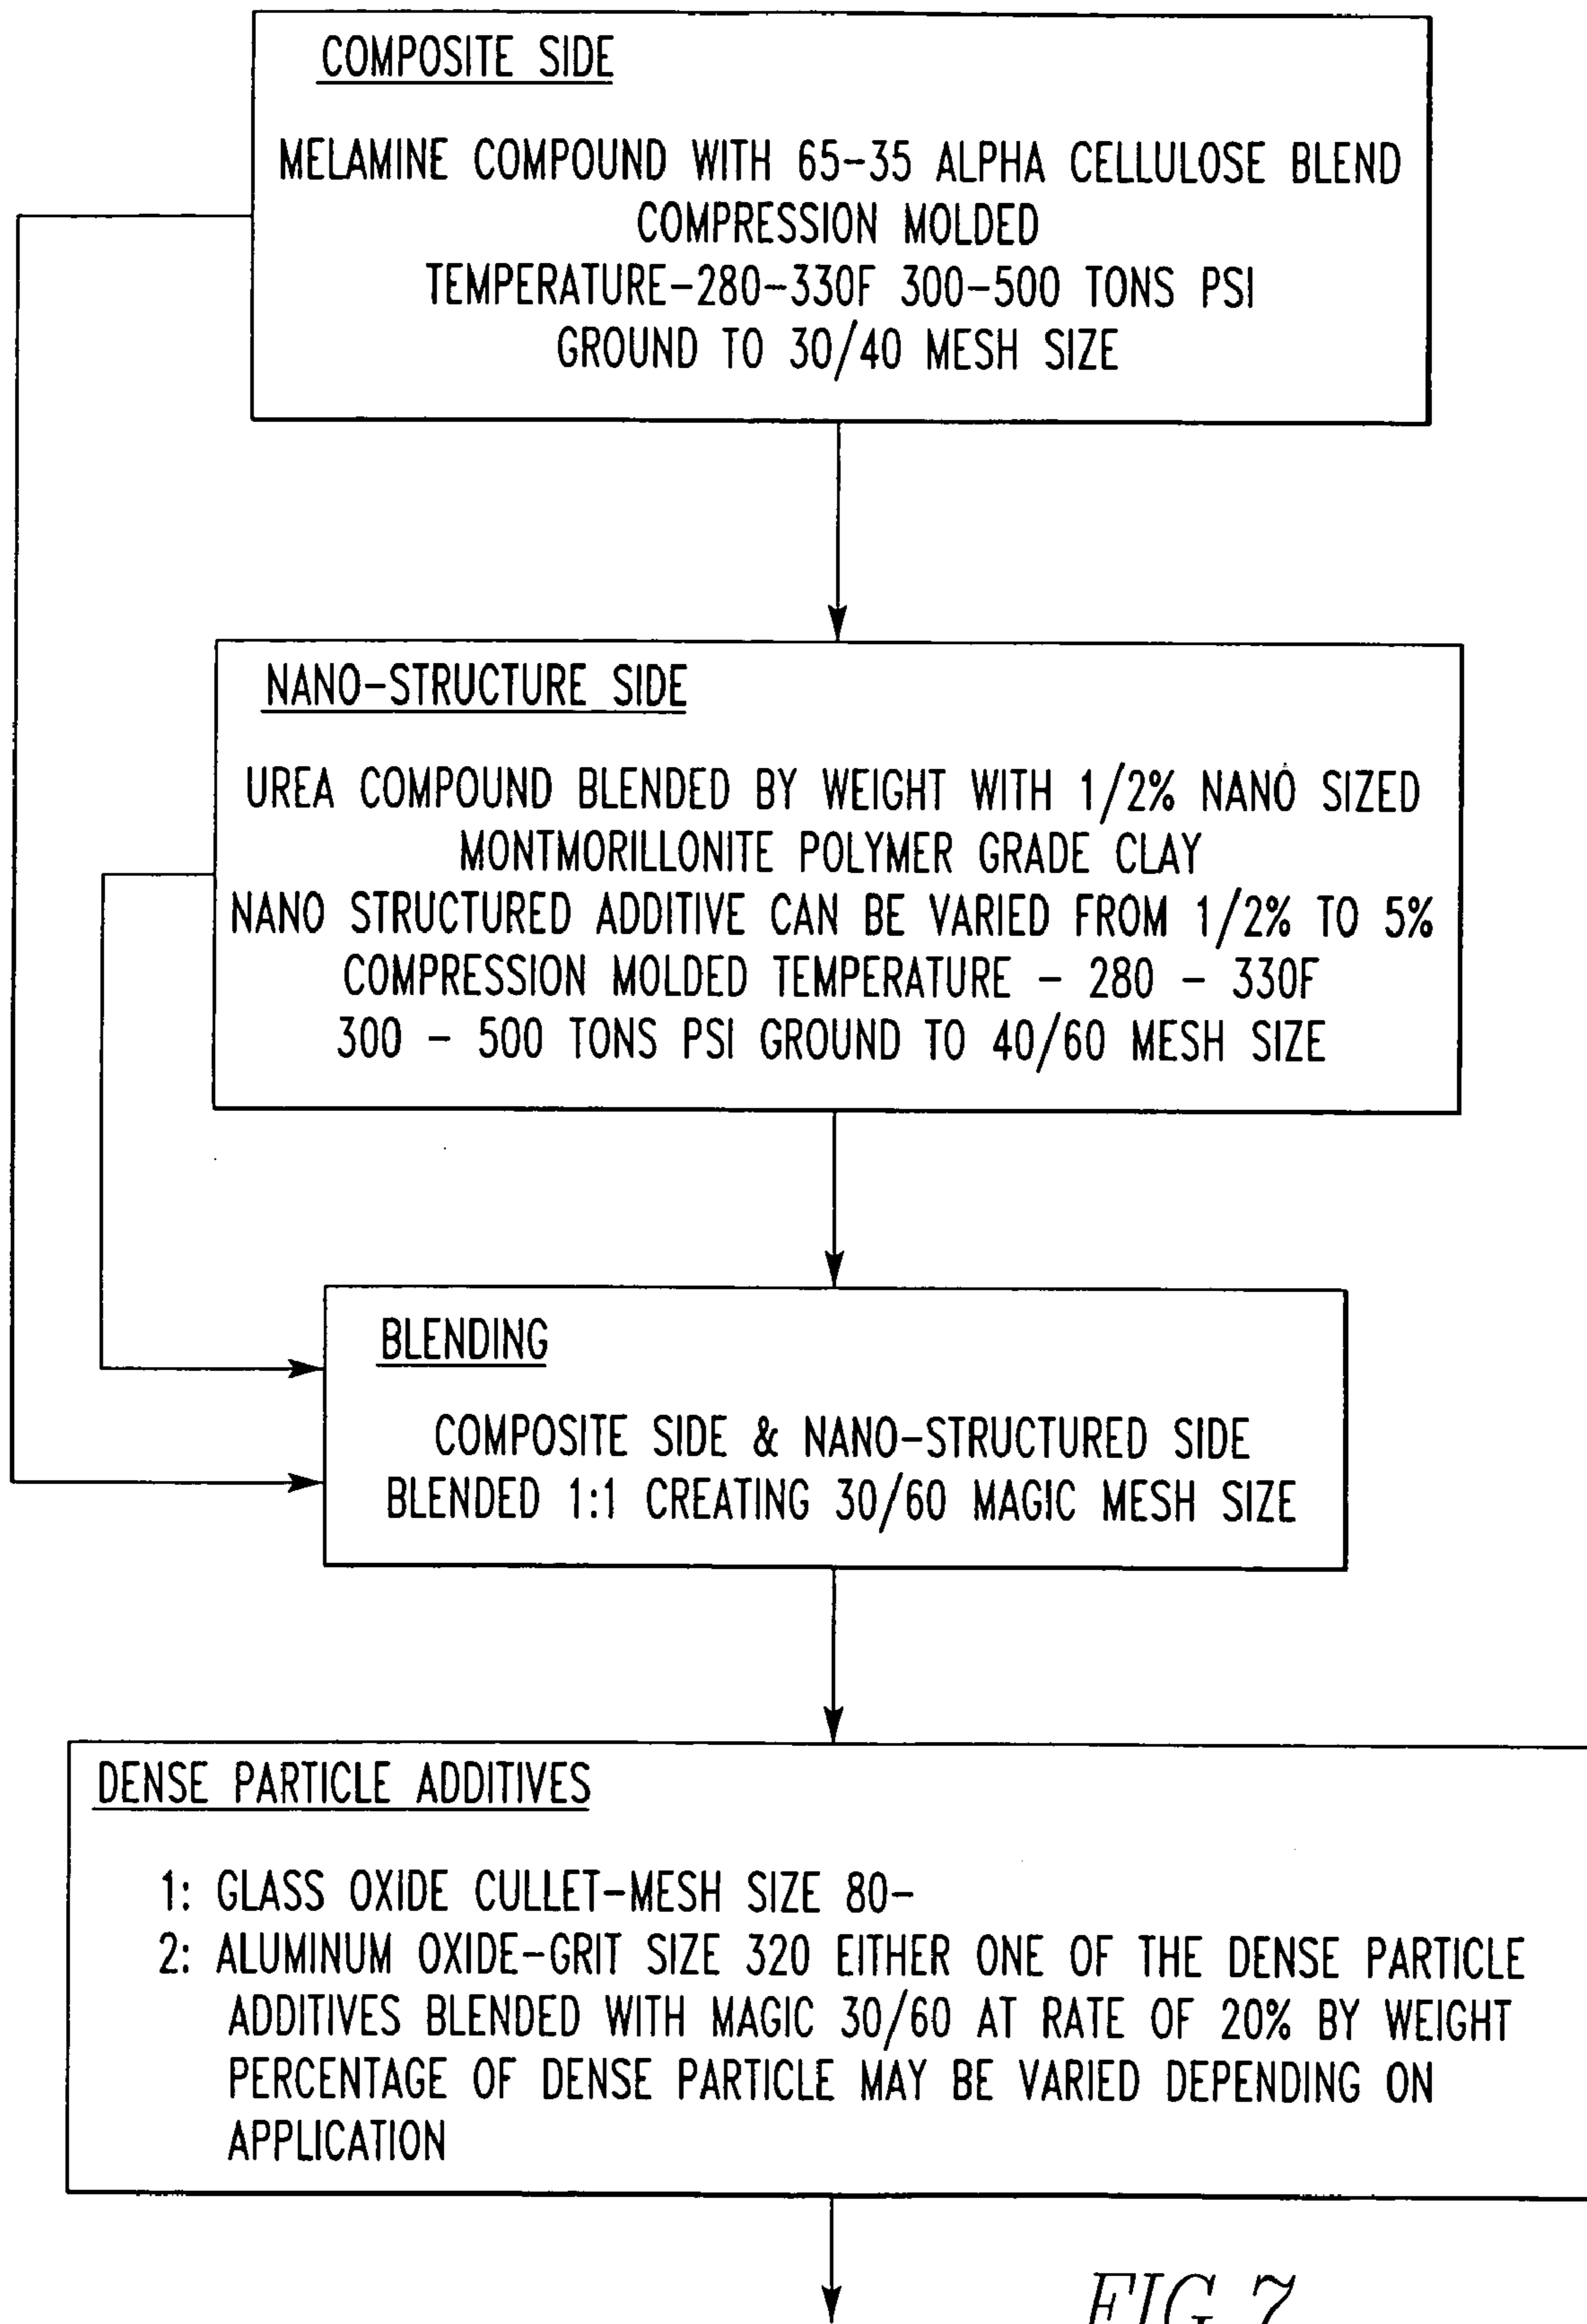 COMPOSITE SIDE
MELAMINE COMPOUND WITH 65-35 ALPHA CELLULOSE BLEND
COMPRESSION MOLDED
TEMPERATURE-280-330F 300-500 TONS PSI
GROUND TO 30/40 MESH SIZE
NANO-STRUCTURE SIDE
UREA COMPOUND BLENDED BY WEIGHT WITH 1/2% NANO SIZED
MONTMORILLONITE POLYMER GRADE CLAY
NANO STRUCTURED ADDITIVE CAN BE VARIED FROM 1/2% TO 5%
COMPRESSION MOLDED TEMPERATURE - 280 - 330F
300 - 500 TONS PSI GROUND TO 40/60 MESH SIZE
BLENDING
COMPOSITE SIDE & NANO-STRUCTURED SIDE
BLENDED 1:1 CREATING 30/60 MAGIC MESH SIZE
DENSE PARTICLE ADDITIVES
1: GLASS OXIDE CULLET-MESH SIZE 80-
2: ALUMINUM OXIDE-GRIT SIZE 320 EITHER ONE OF THE DENSE PARTICLE
ADDITIVES BLENDED WITH MAGIC 30/60 AT RATE OF 20% BY WEIGHT
PERCENTAGE OF DENSE PARTICLE MAY BE VARIED DEPENDING ON
APPLICATION
FIG. 7